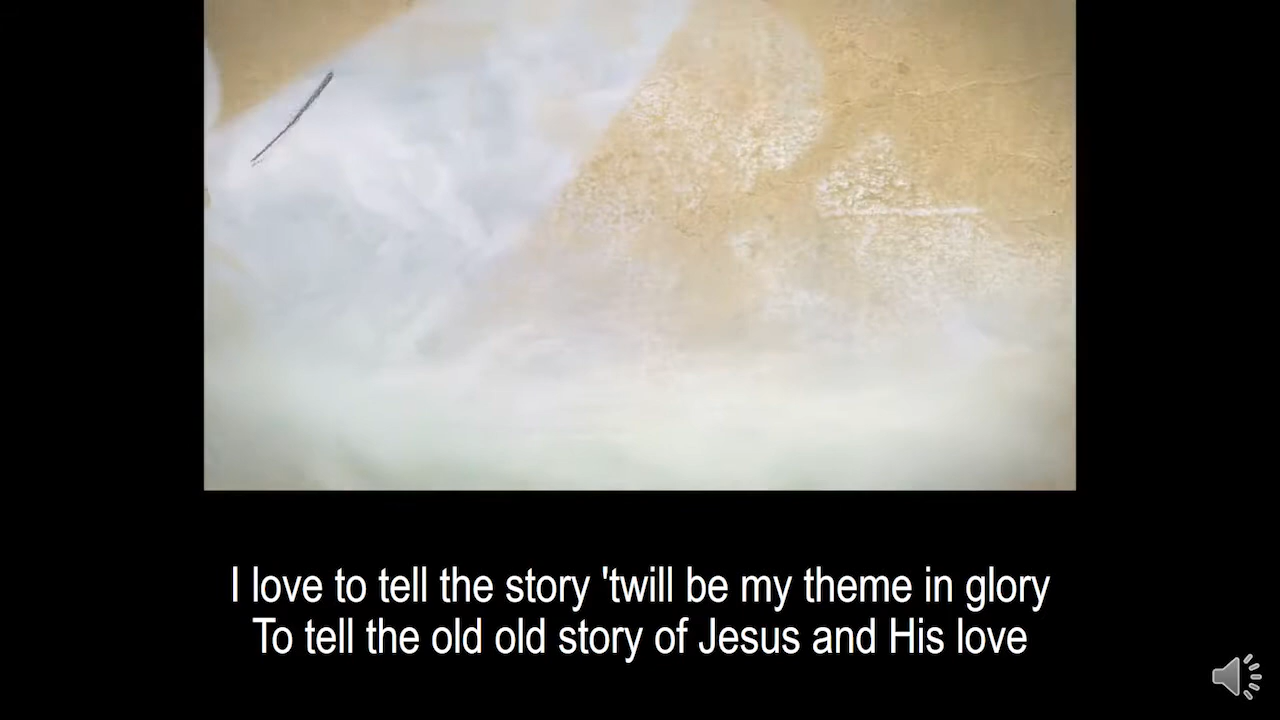 I love to tell the story 'twill be my theme in glory
To tell the old old story of Jesus and His love